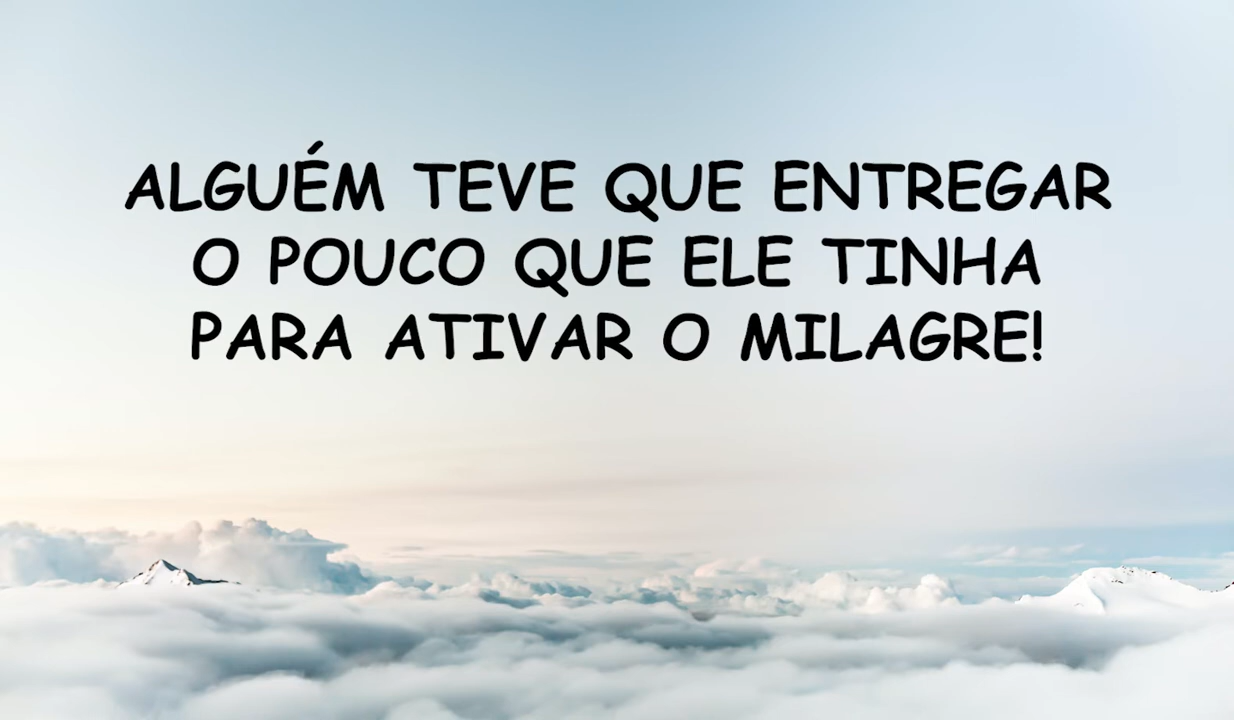 ALGUÉM TEVE QUE ENTREGAR
O POUCO QUE ELE TINHA
PARA ATIVAR O MILAGRE!